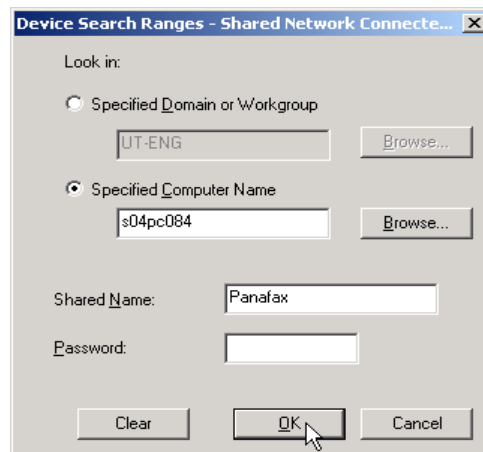 Device Search Ranges - Shared Network Connecte...
Look in:
Specified Domain or Workgroup
UT-ENG
Browse...
Specified Computer Name
s04pc084
Browse...
Shared Name:
Panafax
Password:
Clear
OK
Cancel